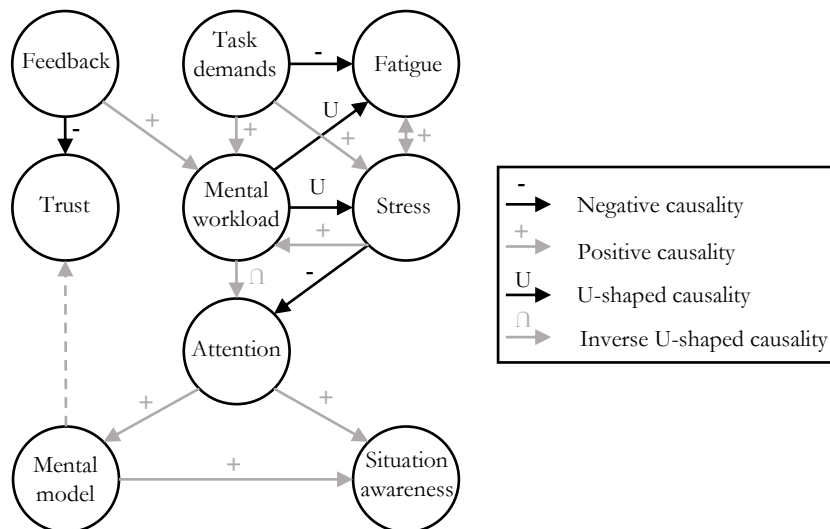 Feedback
Task
demands
Fatigue
-
-
U
+
+
+
+
Trust
Mental
workload
U
Stress
+
∩
-
Attention
+
+
Mental
model
+
Situation
awareness
- Negative causality
+ Positive causality
U U-shaped causality
∩ Inverse U-shaped causality